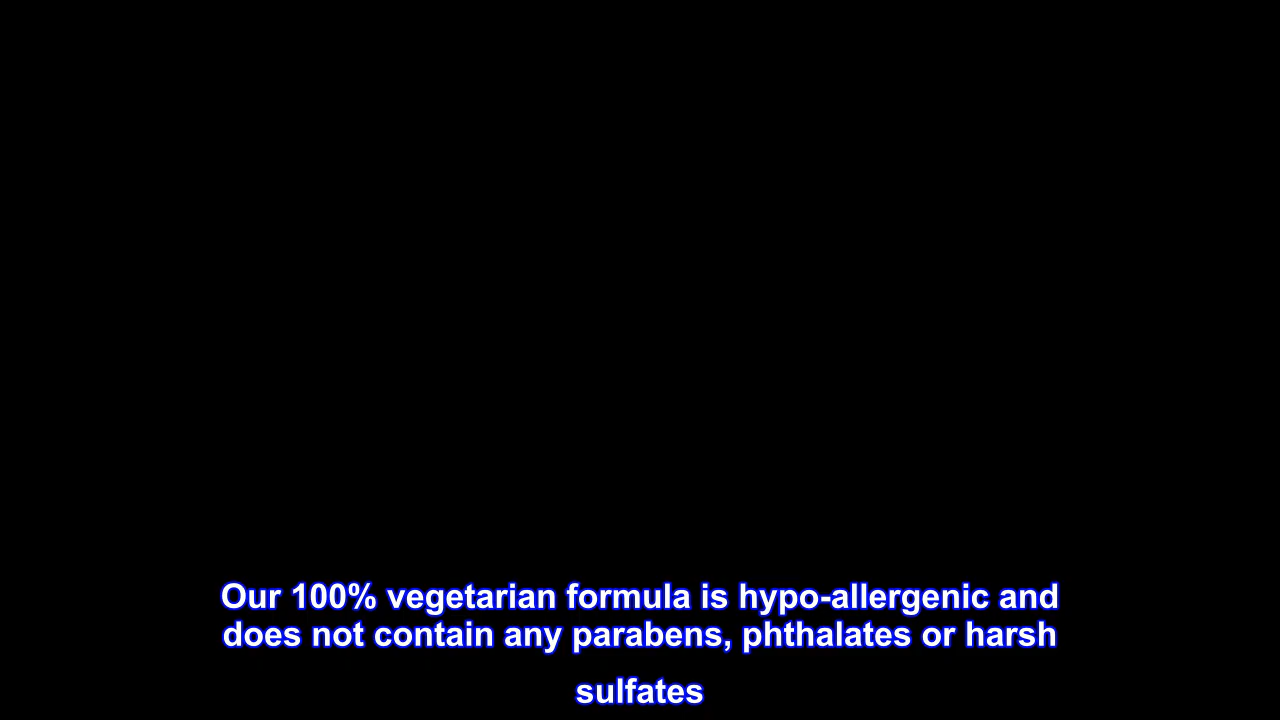 Our 100% vegetarian formula is hypo-allergenic and
does not contain any parabens, phthalates or harsh
sulfates